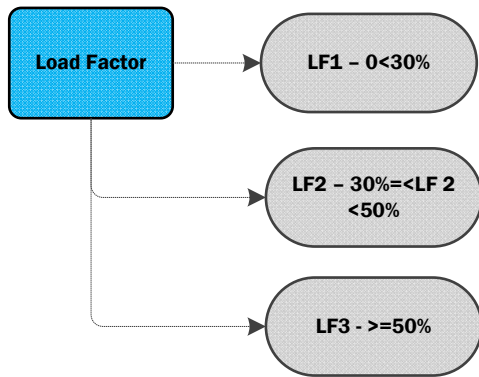 Load Factor
LF1 – 0<30%
LF2 – 30%=<LF 2
<50%
LF3 - >=50%